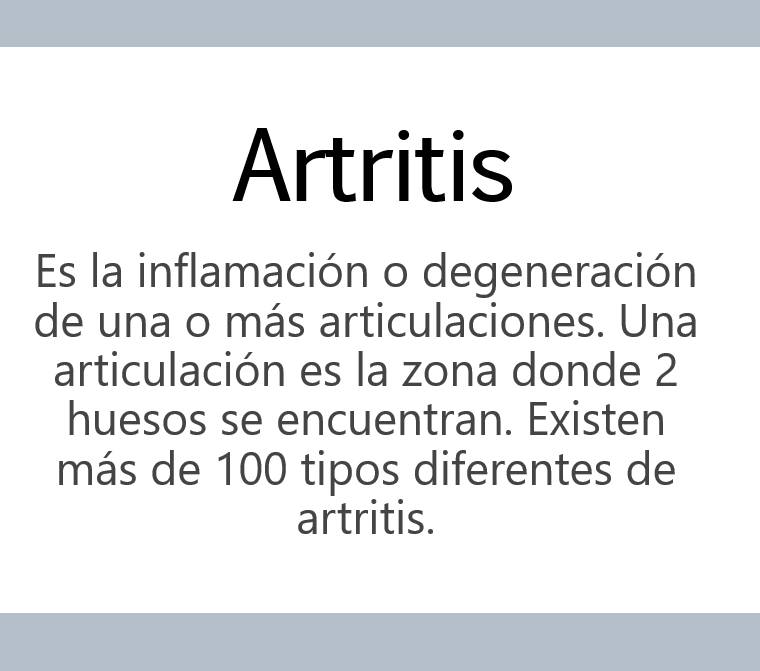 Artritis
Es la inflamación o degeneración
de una o más articulaciones. Una
articulación es la zona donde 2
huesos se encuentran. Existen
más de 100 tipos diferentes de
artritis.